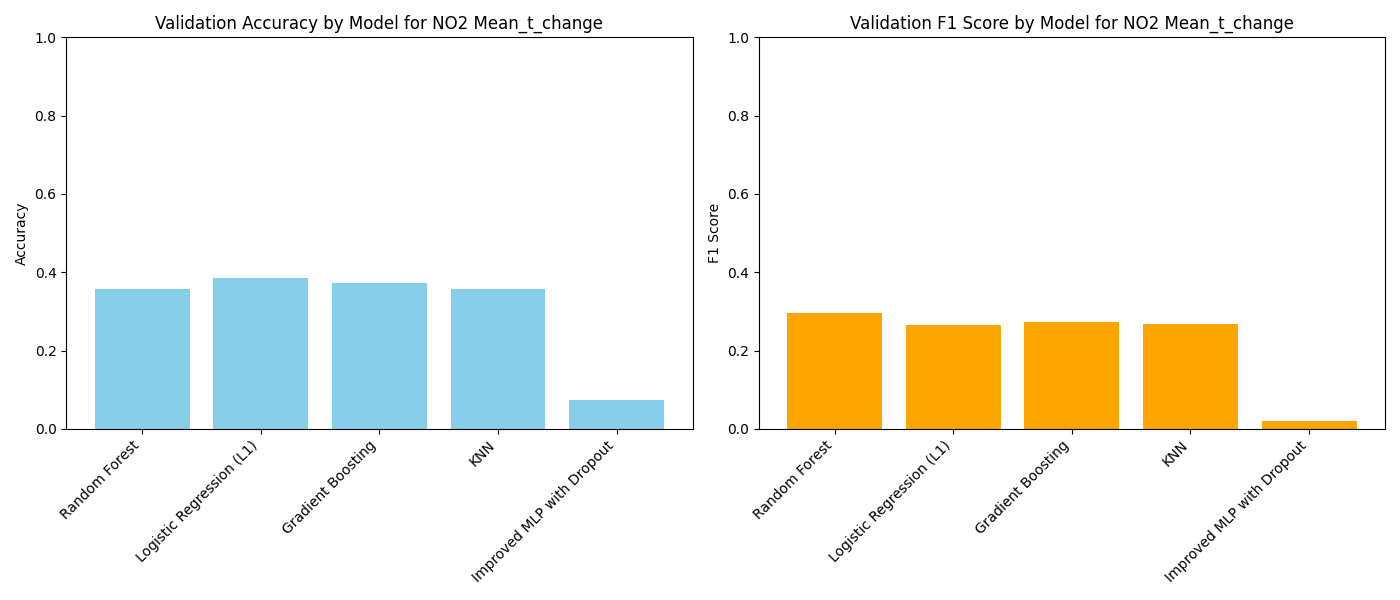 Validation Accuracy by Model for NO2 Mean_t_change
1.0
0.8
0.6
0.4
0.2
0.0
Accuracy
Random Forest
Logistic Regression (L1)
Gradient Boosting
KNN
Improved MLP with Dropout
Validation F1 Score by Model for NO2 Mean_t_change
1.0
0.8
0.6
0.4
0.2
0.0
F1 Score
Random Forest
Logistic Regression (L1)
Gradient Boosting
KNN
Improved MLP with Dropout